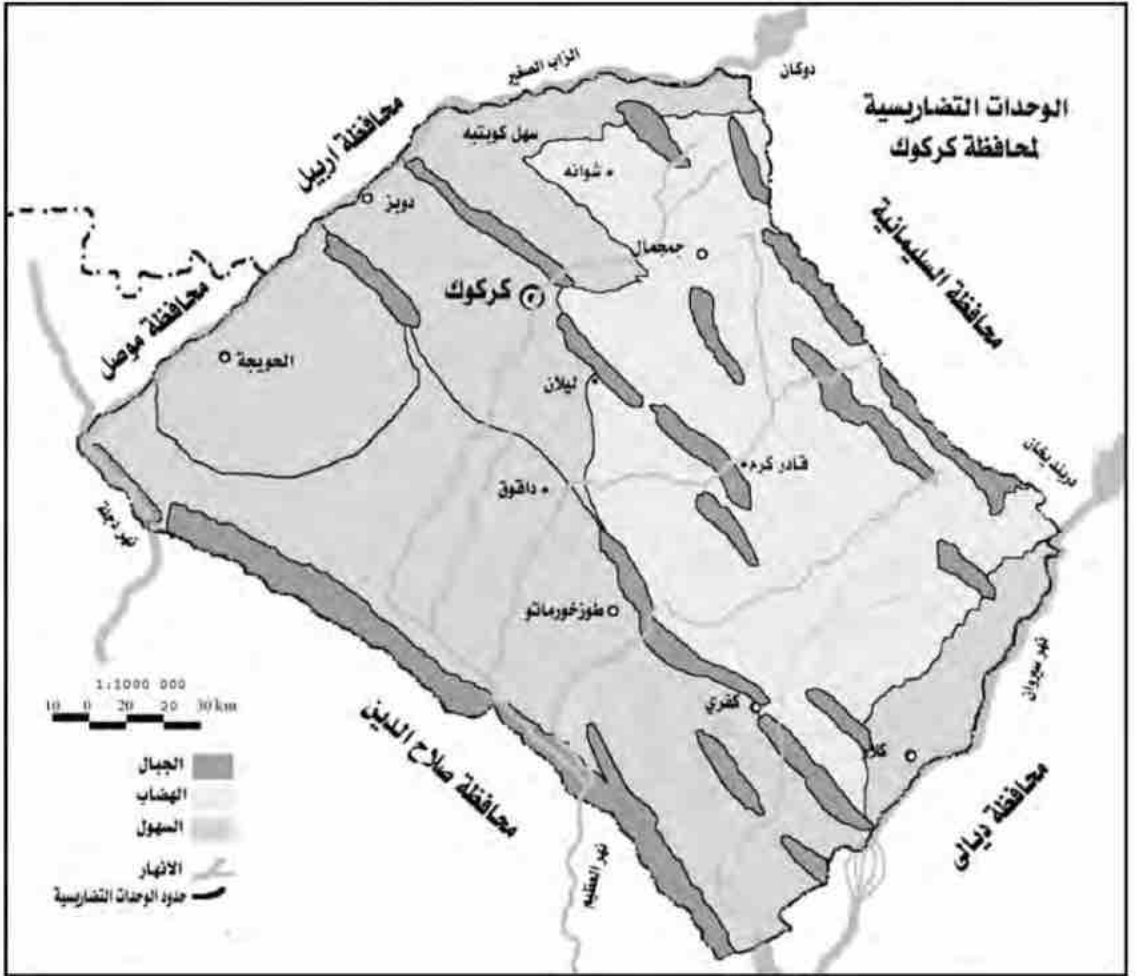 الوحدات التضاريسية
لمحافظة كركوك
دوكان
الزاب الصغير
محافظة اربيل
سهل كويتبه
شوانه
دوبز
جمجمال
محافظة السليمانية
كركوك
محافظة موصل
الحويجة
ليلان
قادر كرم
دربنديخان
داقوق
نهر دجلة
طوزخورماتو
نهر سيروان
كفري
كلار
محافظة صلاح الدين
محافظة ديالى
نهر العظيم
1:1000 000
10 0 20 20 30 km
الجبال
الهضاب
السهول
الانهار
حدود الوحدات التضاريسية